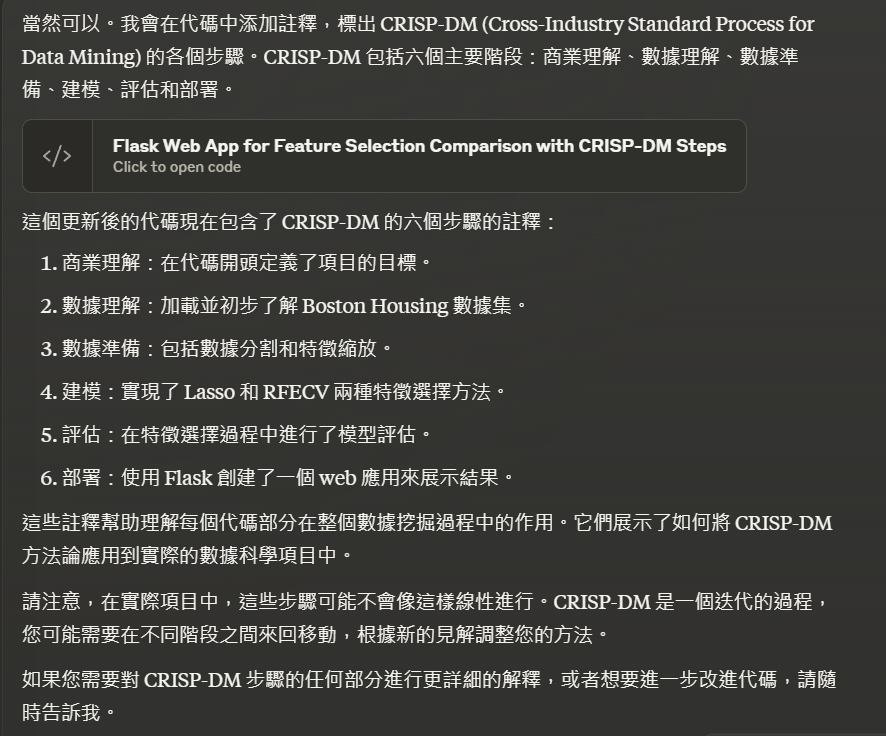 當然可以。我會在代碼中添加註釋，標出 CRISP-DM (Cross-Industry Standard Process for
Data Mining) 的各個步驟。CRISP-DM 包括六個主要階段：商業理解、數據理解、數據準
備、建模、評估和部署。
</> Flask Web App for Feature Selection Comparison with CRISP-DM Steps
Click to open code
這個更新後的代碼現在包含了 CRISP-DM 的六個步驟的註釋：
1. 商業理解：在代碼開頭定義了項目的目標。
2. 數據理解：加載並初步了解 Boston Housing 數據集。
3. 數據準備：包括數據分割和特徵縮放。
4. 建模：實現了 Lasso 和 RFECV 兩種特徵選擇方法。
5. 評估：在特徵選擇過程中進行了模型評估。
6. 部署：使用 Flask 創建了一個 web 應用來展示結果。
這些註釋幫助理解每個代碼部分在整個數據挖掘過程中的作用。它們展示了如何將 CRISP-DM
方法論應用到實際的數據科學項目中。
請注意，在實際項目中，這些步驟可能不會像這樣線性進行。CRISP-DM 是一個迭代的過程，
您可能需要在不同階段之間來回移動，根據新的見解調整您的方法。
如果您需要對 CRISP-DM 步驟的任何部分進行更詳細的解釋，或者想要進一步改進代碼，請隨
時告訴我。